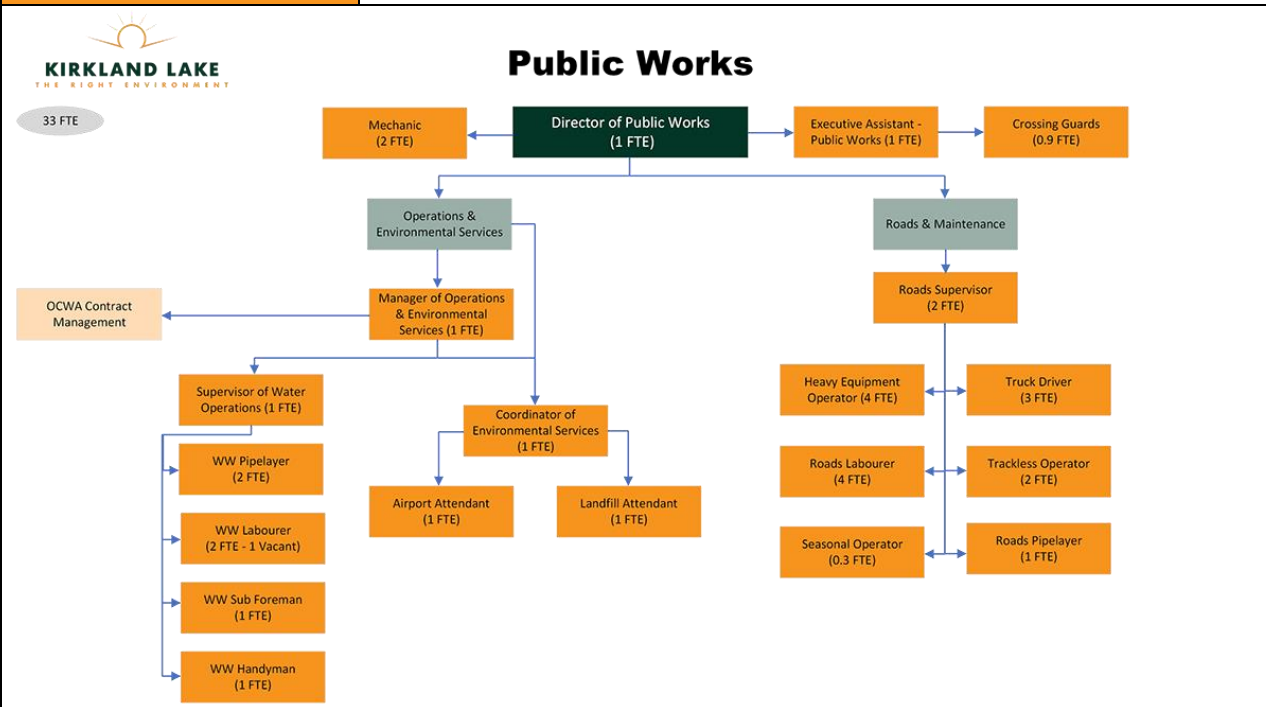 KIRKLAND LAKE
THE RIGHT ENVIRONMENT
Public Works
33 FTE
Mechanic
(2 FTE)
Director of Public Works
(1 FTE)
Executive Assistant -
Public Works (1 FTE)
Crossing Guards
(0.9 FTE)
Operations &
Environmental Services
Roads & Maintenance
OCWA Contract
Management
Manager of Operations
& Environmental
Services (1 FTE)
Roads Supervisor
(2 FTE)
Supervisor of Water
Operations (1 FTE)
Coordinator of
Environmental Services
(1 FTE)
Heavy Equipment
Operator (4 FTE)
Truck Driver
(3 FTE)
WW Pipelayer
(2 FTE)
Airport Attendant
(1 FTE)
Landfill Attendant
(1 FTE)
Roads Labourer
(4 FTE)
Trackless Operator
(2 FTE)
WW Labourer
(2 FTE - 1 Vacant)
Seasonal Operator
(0.3 FTE)
Roads Pipelayer
(1 FTE)
WW Sub Foreman
(1 FTE)
WW Handyman
(1 FTE)